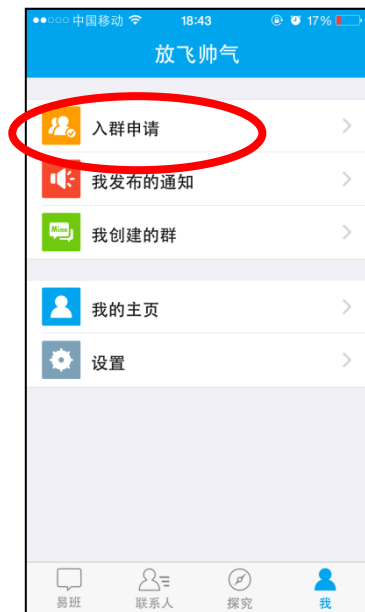 中国移动 18:43 17%
放飞帅气
入群申请
我发布的通知
Mine 我创建的群
我的主页
设置
易班 联系人 探究 我